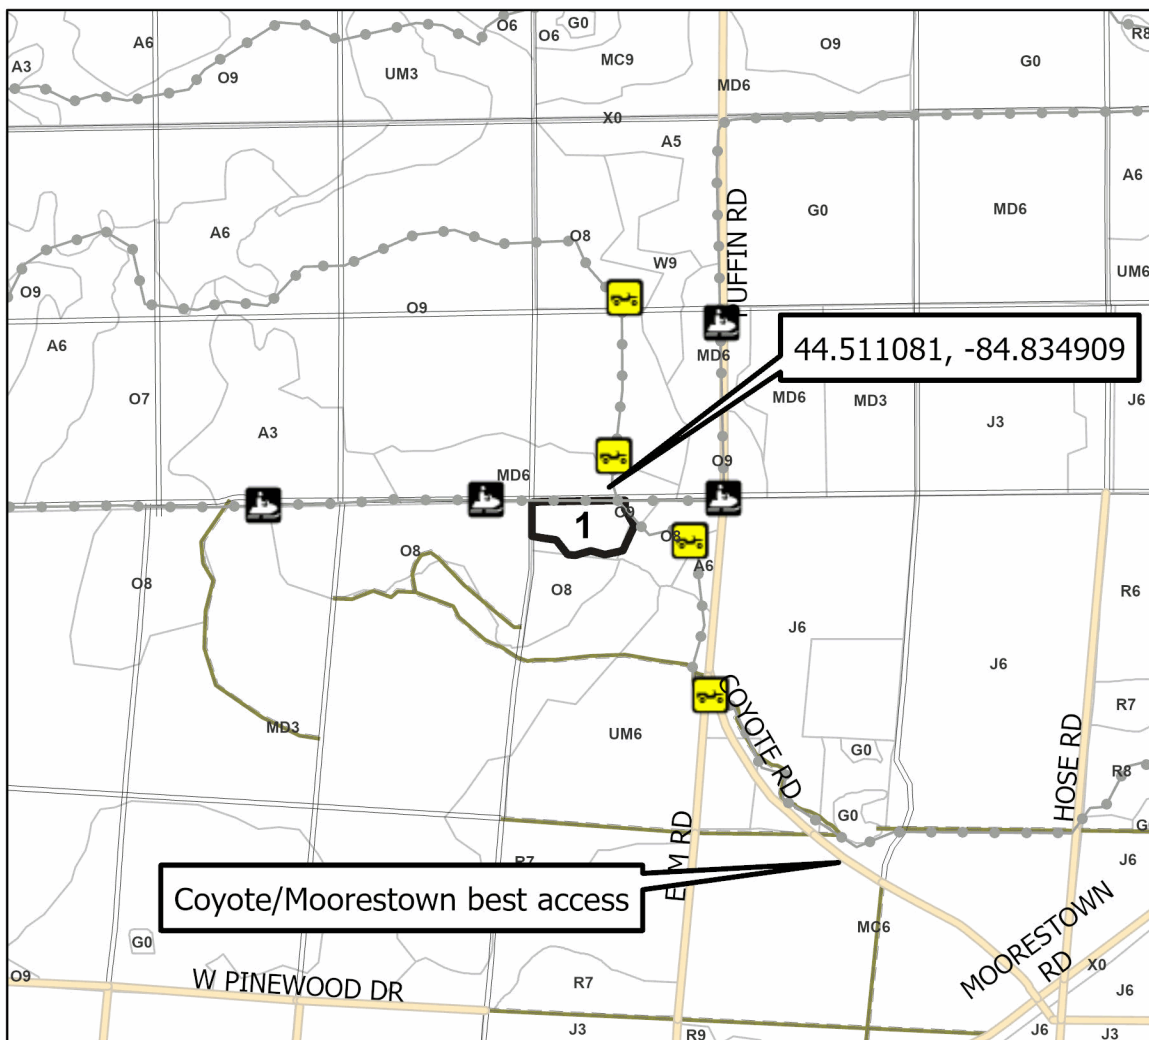 A6
O6
G0
O6
MC9
O9
G0
R8
A3
O9
UM3
MD6
X0
A5
A6
A6
O8
W9
G0
MD6
UM6
O9
O9
A6
MD6
44.511081, -84.834909
O7
A3
MD6
MD3
J3
J6
MD6
O9
1
O9
O8
O8
A6
O8
O8
J6
J6
R6
COYOTE RD
R7
MD3
UM6
G0
HOSE RD
R8
G0
J6
Coyote/Moorestown best access
R7
MC6
G0
MOORESTOWN
RD
X0
O9
W PINEWOOD DR
R7
J6
J3
R9
J6
J3